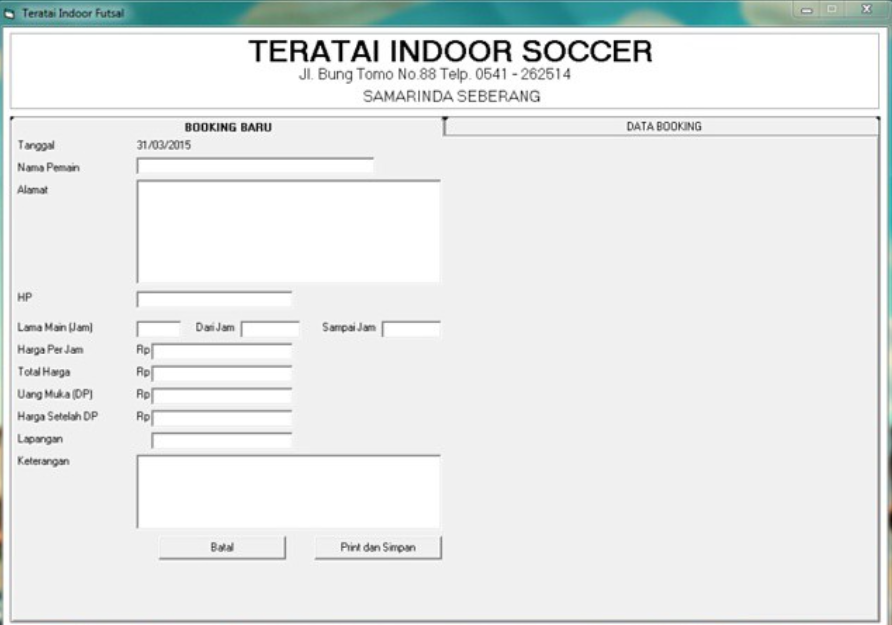 Teratai Indoor Futsal
TERATAI INDOOR SOCCER
Jl. Bung Tomo No.88 Telp. 0541 - 262514
SAMARINDA SEBERANG
BOOKING BARU
DATA BOOKING
Tanggal 31/03/2015
Nama Pemain
Alamat
HP
Lama Main (Jam) Dari Jam Sampai Jam
Harga Per Jam Rp
Total Harga Rp
Uang Muka (DP) Rp
Harga Setelah DP Rp
Lapangan
Keterangan
Batal Print dan Simpan